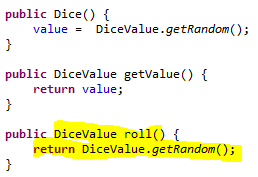 public Dice() {
value = DiceValue.getRandom();
}
public DiceValue getValue() {
return value;
}
public DiceValue roll() {
return DiceValue.getRandom();
}